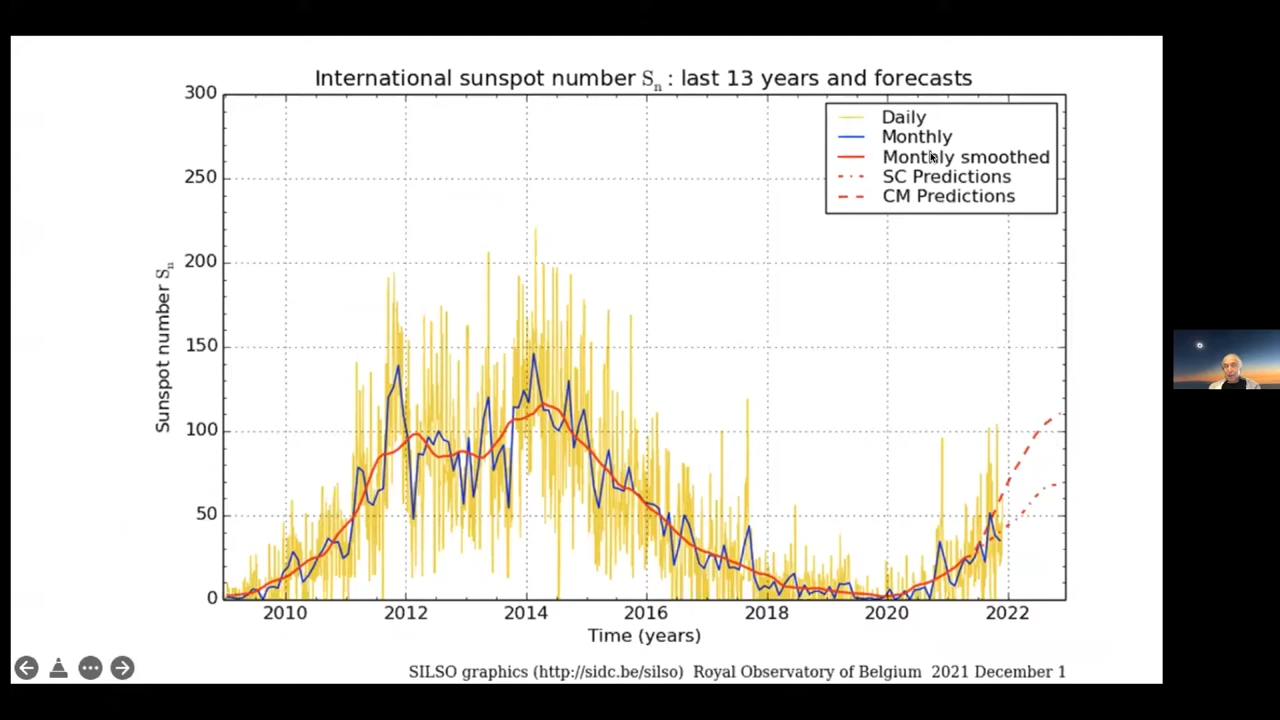 International sunspot number Sn : last 13 years and forecasts
300
250
200
150
100
50
0
Sunspot number Sn
Daily
Monthly
Monthly smoothed
SC Predictions
CM Predictions
2010 2012 2014 2016 2018 2020 2022
Time (years)
SILSO graphics (http://sidc.be/silso) Royal Observatory of Belgium 2021 December 1